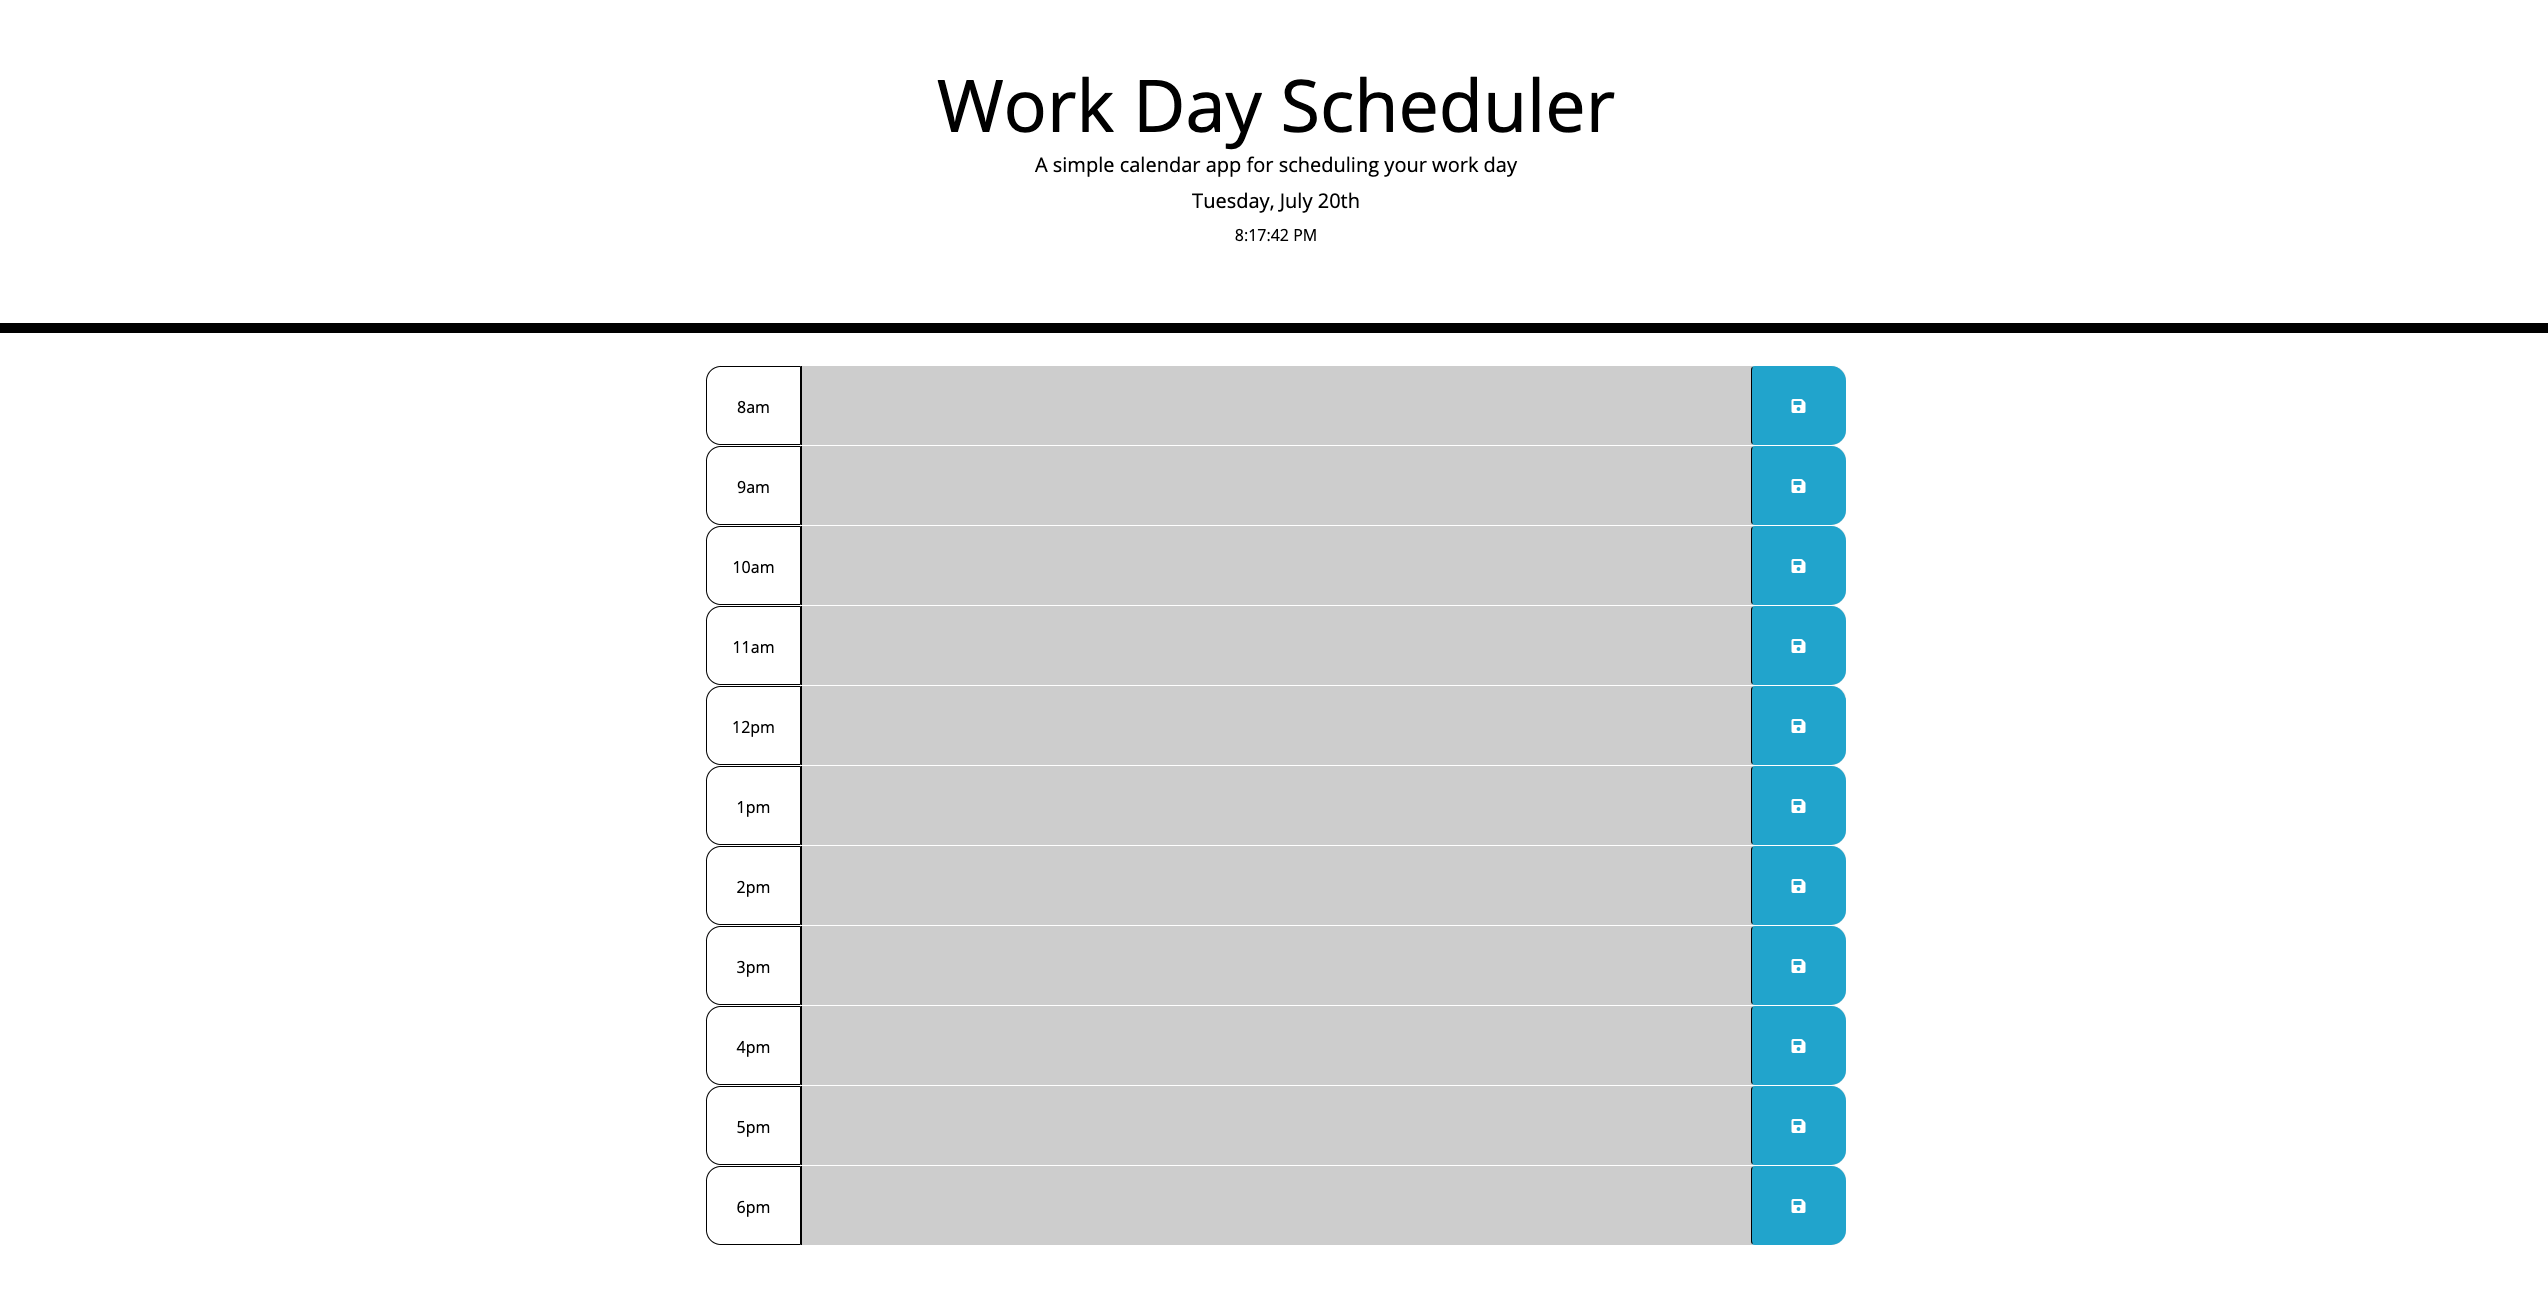 Work Day Scheduler
A simple calendar app for scheduling your work day
Tuesday, July 20th
8:17:42 PM
8am
9am
10am
11am
12pm
1pm
2pm
3pm
4pm
5pm
6pm